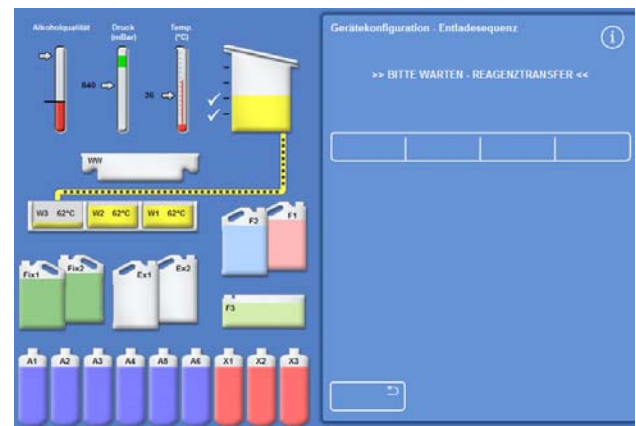 Alkoholqualität Druck (mBar) Temp. (°C)
640
36
WW
W3 62°C W2 62°C W1 62°C
F2 F1
Fix1 Fix2 Ex1 Ex2
F3
A1 A2 A3 A4 A5 A6 X1 X2 X3
Gerätekonfiguration - Entladesequenz
i
>> BITTE WARTEN - REAGENZTRANSFER <<